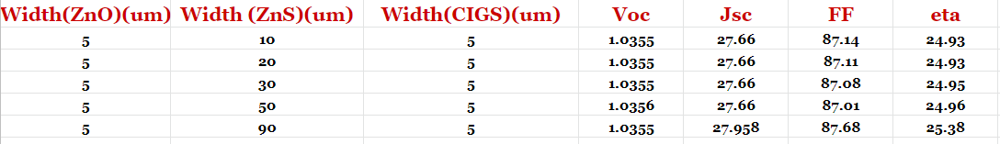 Width(ZnO)(um) Width (ZnS)(um) Width(CIGS)(um) Voc Jsc FF eta
5 10 5 1.0355 27.66 87.14 24.93
5 20 5 1.0355 27.66 87.11 24.93
5 30 5 1.0355 27.66 87.08 24.95
5 50 5 1.0356 27.66 87.01 24.96
5 90 5 1.0355 27.958 87.68 25.38